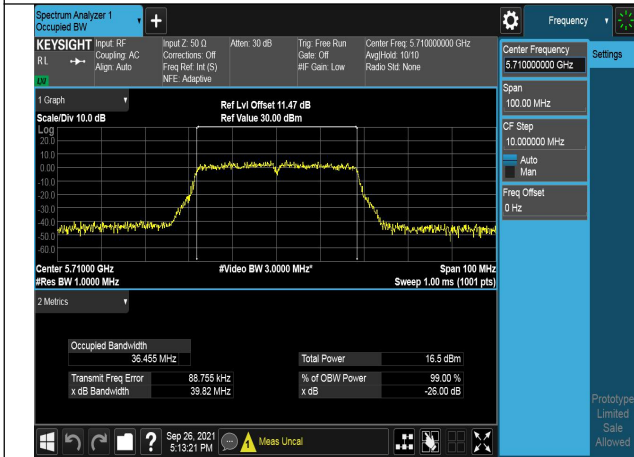 Spectrum Analyzer 1
Occupied BW
+
Frequency
KEYSIGHT
RL
Input: RF
Coupling: AC
Align: Auto
Input Z: 50 Ω
Corrections: Off
Freq Ref: Int (S)
NFE: Adaptive
Atten: 30 dB
Trig: Free Run
Gate: Off
#IF Gain: Low
Center Freq: 5.710000000 GHz
Avg|Hold: 10/10
Radio Std: None
Center Frequency
5.710000000 GHz
Settings
Span
100.00 MHz
CF Step
10.000000 MHz
Auto
Man
Freq Offset
0 Hz
1 Graph
Scale/Div 10.0 dB
Ref Lvl Offset 11.47 dB
Ref Value 30.00 dBm
Log
20.0
10.0
0.00
-10.0
-20.0
-30.0
-40.0
-50.0
-60.0
Center 5.71000 GHz
#Video BW 3.0000 MHz*
Span 100 MHz
#Res BW 1.0000 MHz
Sweep 1.00 ms (1001 pts)
2 Metrics
Occupied Bandwidth
36.455 MHz
Total Power 16.5 dBm
Transmit Freq Error 88.755 kHz
% of OBW Power 99.00 %
x dB Bandwidth 39.82 MHz
x dB -26.00 dB
Prototype
Limited
Sale
Allowed
?
Sep 26, 2021
5:13:21 PM
Meas Uncal